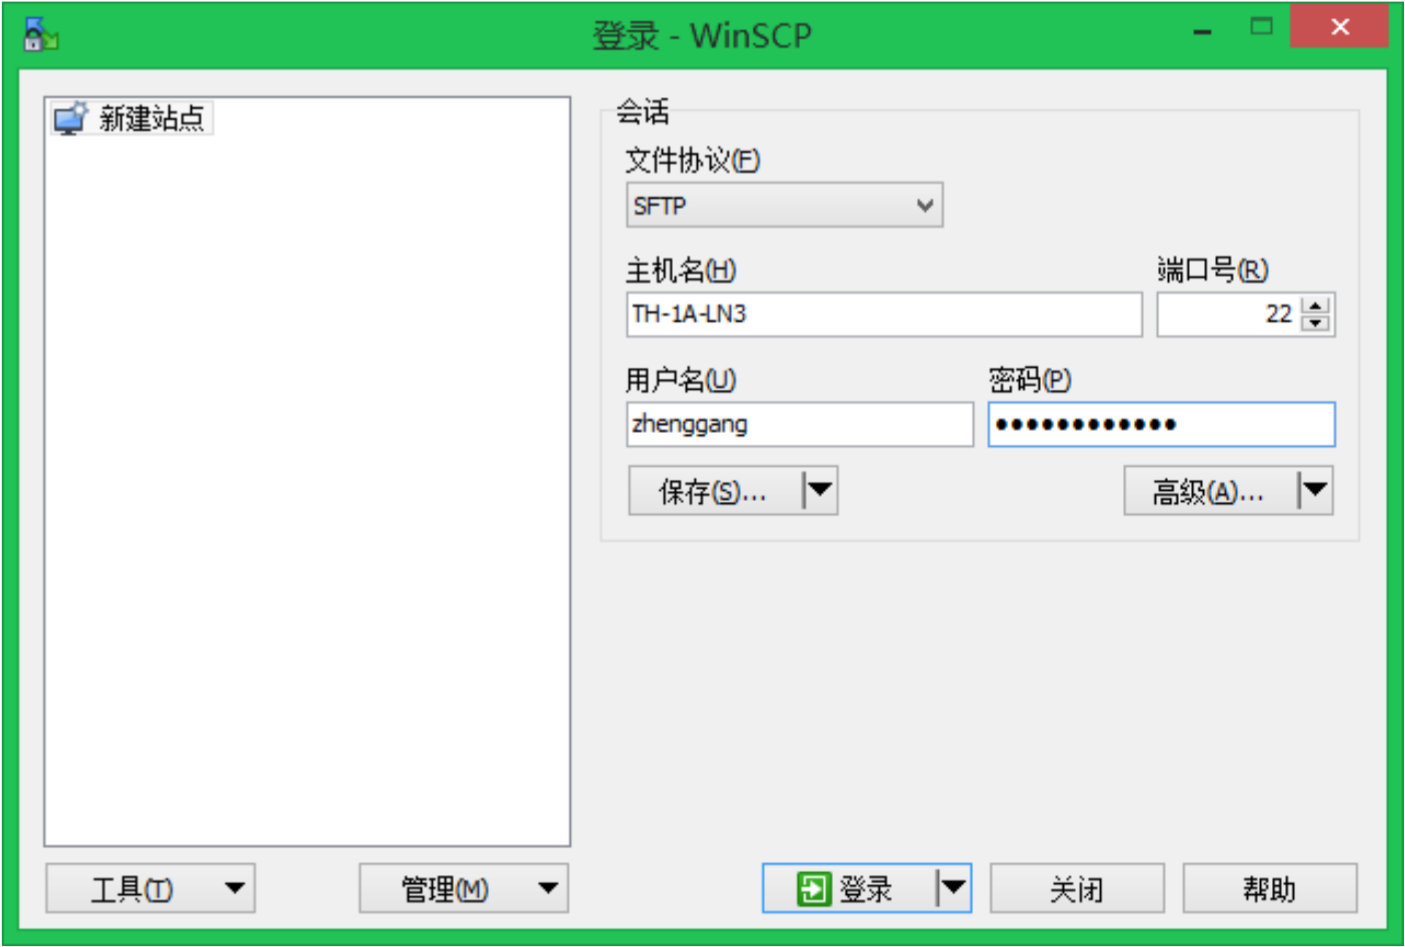 登录 - WinSCP
新建站点
会话
文件协议(F)
SFTP
主机名(H) 端口号(R)
TH-1A-LN3 22
用户名(U) 密码(P)
zhenggang ●●●●●●●●●●●●
保存(S)... 高级(A)...
工具(T) 管理(M) 登录 关闭 帮助